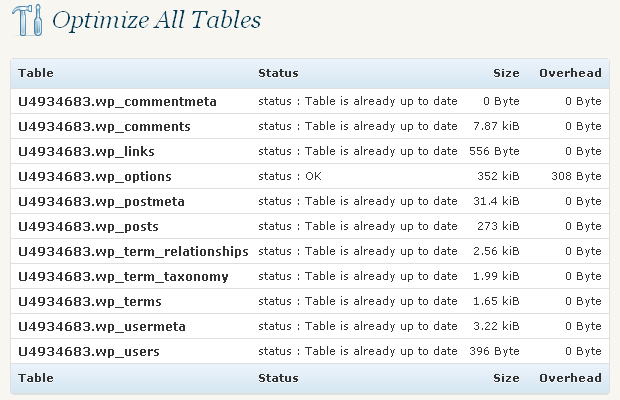 Optimize All Tables
Table Status Size Overhead
U4934683.wp_commentmeta status : Table is already up to date 0 Byte 0 Byte
U4934683.wp_comments status : Table is already up to date 7.87 kiB 0 Byte
U4934683.wp_links status : Table is already up to date 556 Byte 0 Byte
U4934683.wp_options status : OK 352 kiB 308 Byte
U4934683.wp_postmeta status : Table is already up to date 31.4 kiB 0 Byte
U4934683.wp_posts status : Table is already up to date 273 kiB 0 Byte
U4934683.wp_term_relationships status : Table is already up to date 2.56 kiB 0 Byte
U4934683.wp_term_taxonomy status : Table is already up to date 1.99 kiB 0 Byte
U4934683.wp_terms status : Table is already up to date 1.65 kiB 0 Byte
U4934683.wp_usermeta status : Table is already up to date 3.22 kiB 0 Byte
U4934683.wp_users status : Table is already up to date 396 Byte 0 Byte
Table Status Size Overhead